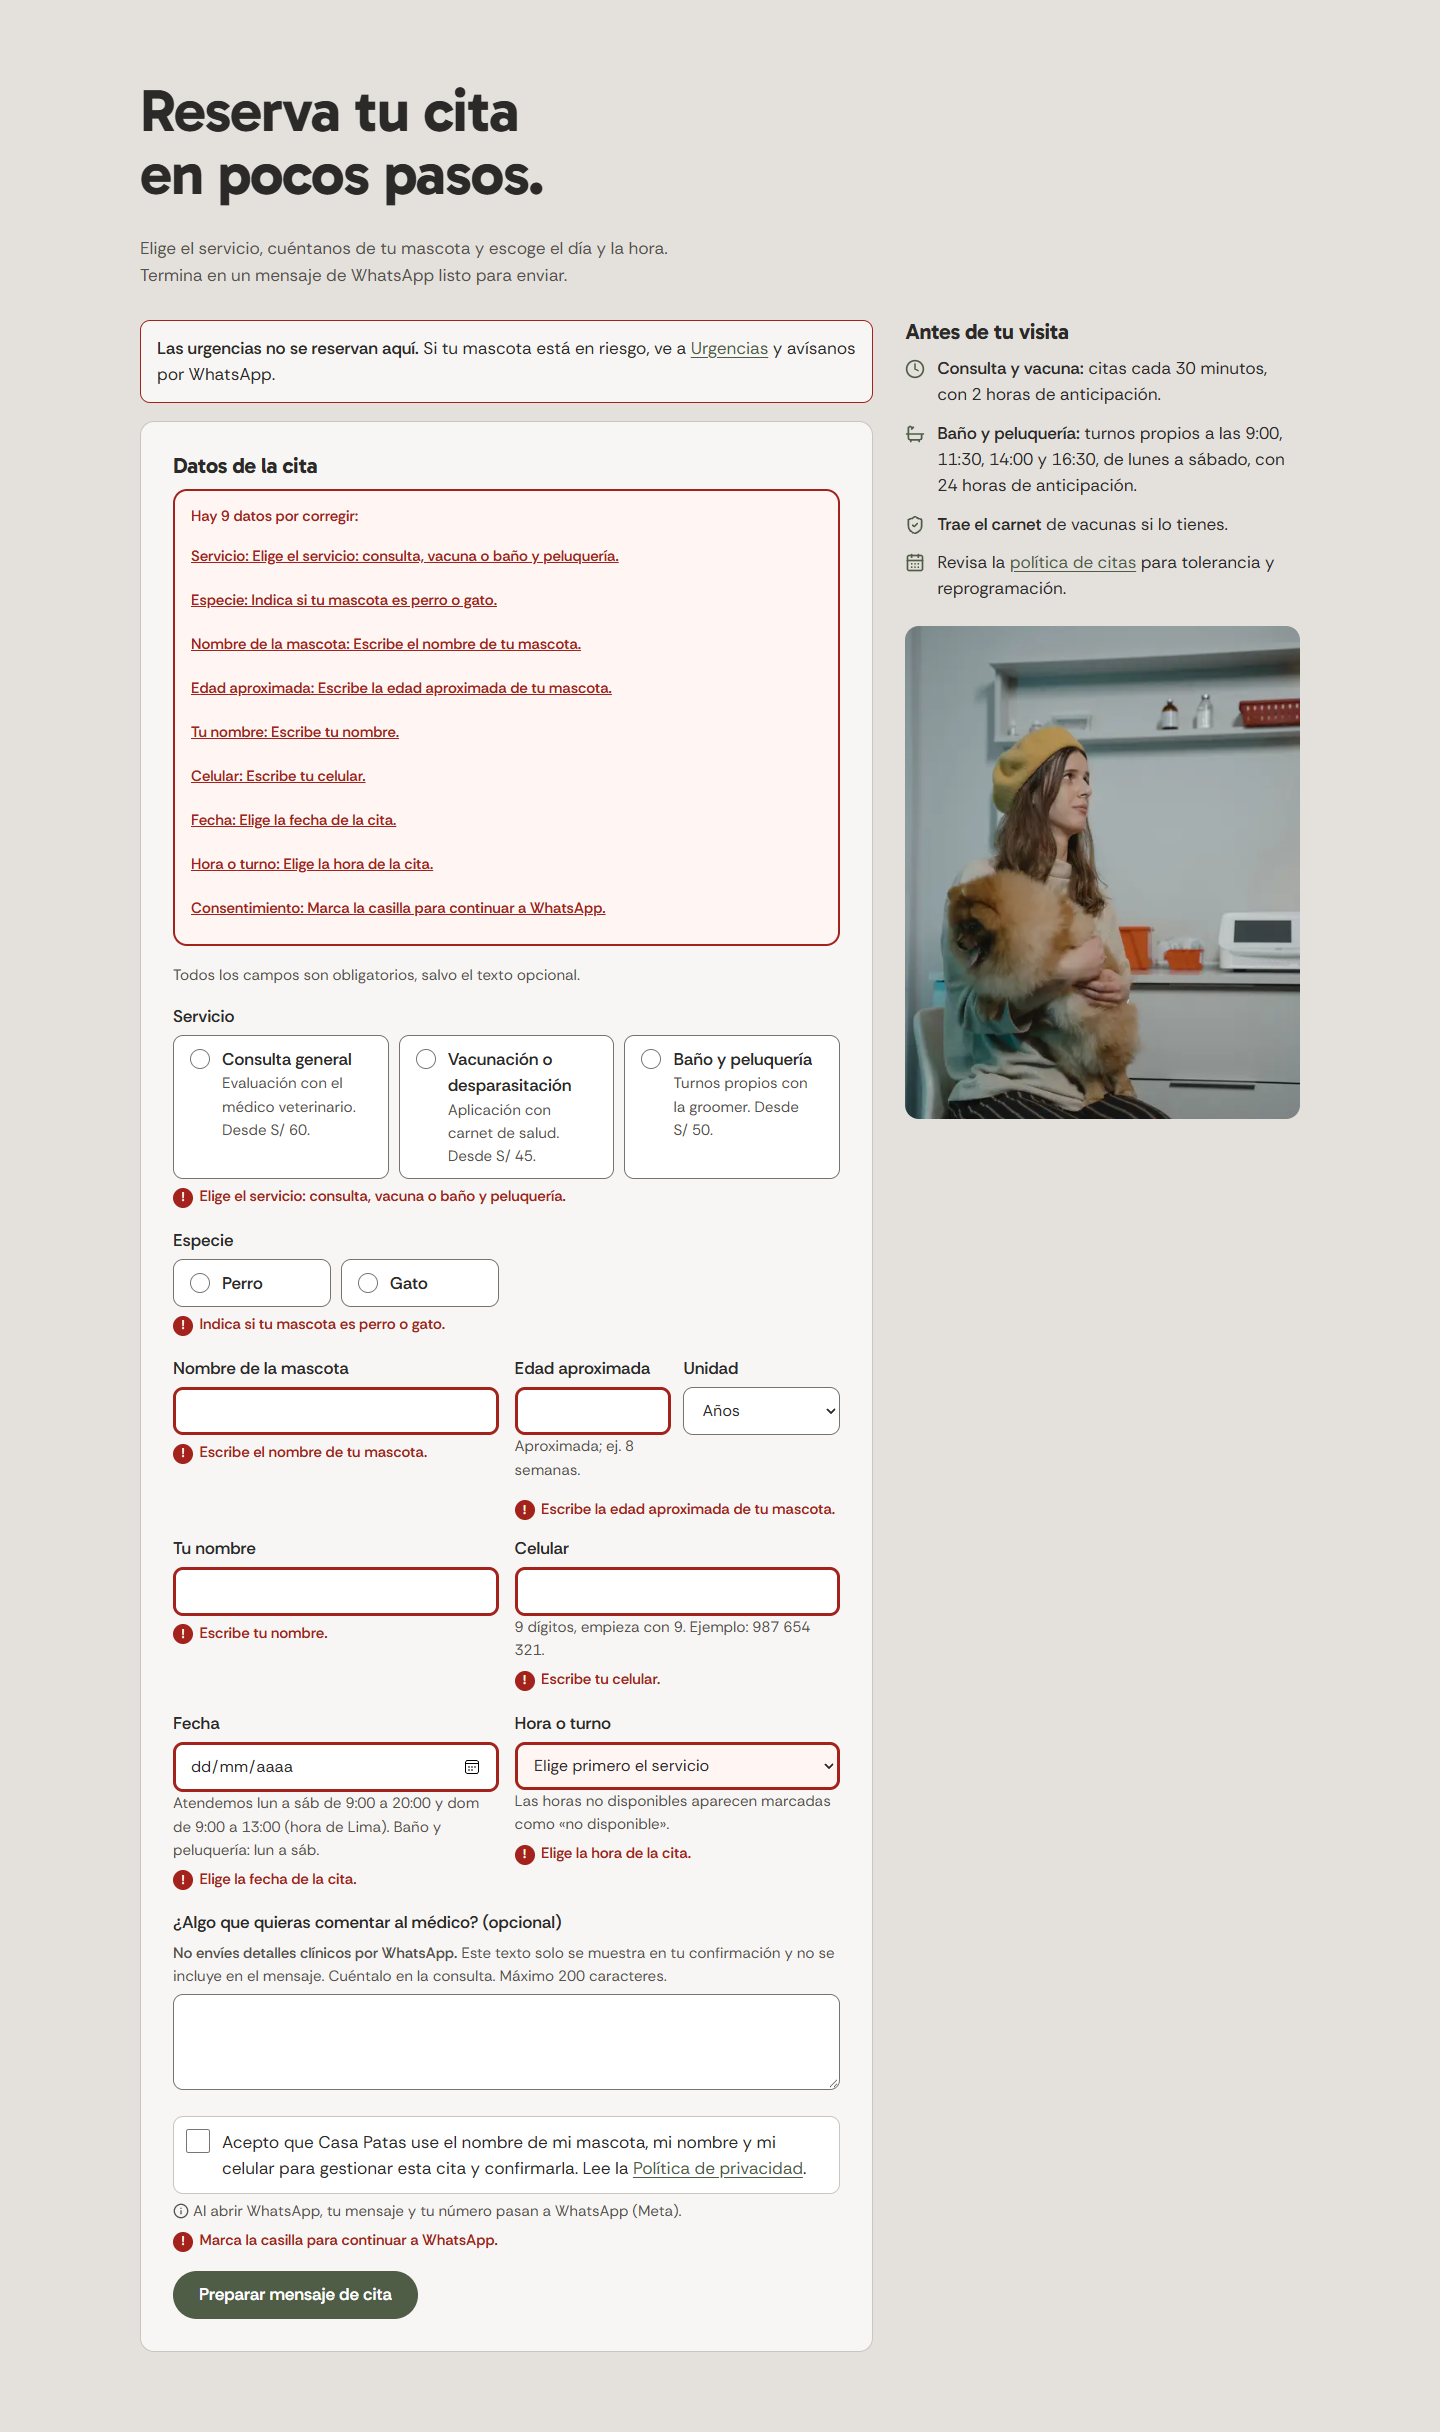 Reserva tu cita
en pocos pasos.
Elige el servicio, cuéntanos de tu mascota y escoge el día y la hora.
Termina en un mensaje de WhatsApp listo para enviar.
Las urgencias no se reservan aquí. Si tu mascota está en riesgo, ve a Urgencias y avísanos
por WhatsApp.
Datos de la cita
Hay 9 datos por corregir:
Servicio: Elige el servicio: consulta, vacuna o baño y peluquería.
Especie: Indica si tu mascota es perro o gato.
Nombre de la mascota: Escribe el nombre de tu mascota.
Edad aproximada: Escribe la edad aproximada de tu mascota.
Tu nombre: Escribe tu nombre.
Celular: Escribe tu celular.
Fecha: Elige la fecha de la cita.
Hora o turno: Elige la hora de la cita.
Consentimiento: Marca la casilla para continuar a WhatsApp.
Todos los campos son obligatorios, salvo el texto opcional.
Servicio
Consulta general
Evaluación con el
médico veterinario.
Desde S/ 60.
Vacunación o
desparasitación
Aplicación con
carnet de salud.
Desde S/ 45.
Baño y peluquería
Turnos propios con
la groomer. Desde
S/ 50.
! Elige el servicio: consulta, vacuna o baño y peluquería.
Especie
Perro
Gato
! Indica si tu mascota es perro o gato.
Nombre de la mascota
! Escribe el nombre de tu mascota.
Edad aproximada
Unidad
Años
Aproximada; ej. 8
semanas.
! Escribe la edad aproximada de tu mascota.
Tu nombre
! Escribe tu nombre.
Celular
9 dígitos, empieza con 9. Ejemplo: 987 654
321.
! Escribe tu celular.
Fecha
dd/mm/aaaa
Atendemos lun a sáb de 9:00 a 20:00 y dom
de 9:00 a 13:00 (hora de Lima). Baño y
peluquería: lun a sáb.
! Elige la fecha de la cita.
Hora o turno
Elige primero el servicio
Las horas no disponibles aparecen marcadas
como «no disponible».
! Elige la hora de la cita.
¿Algo que quieras comentar al médico? (opcional)
No envíes detalles clínicos por WhatsApp. Este texto solo se muestra en tu confirmación y no se
incluye en el mensaje. Cuéntalo en la consulta. Máximo 200 caracteres.
Acepto que Casa Patas use el nombre de mi mascota, mi nombre y mi
celular para gestionar esta cita y confirmarla. Lee la Política de privacidad.
Al abrir WhatsApp, tu mensaje y tu número pasan a WhatsApp (Meta).
! Marca la casilla para continuar a WhatsApp.
Preparar mensaje de cita
Antes de tu visita
Consulta y vacuna: citas cada 30 minutos,
con 2 horas de anticipación.
Baño y peluquería: turnos propios a las 9:00,
11:30, 14:00 y 16:30, de lunes a sábado, con
24 horas de anticipación.
Trae el carnet de vacunas si lo tienes.
Revisa la política de citas para tolerancia y
reprogramación.